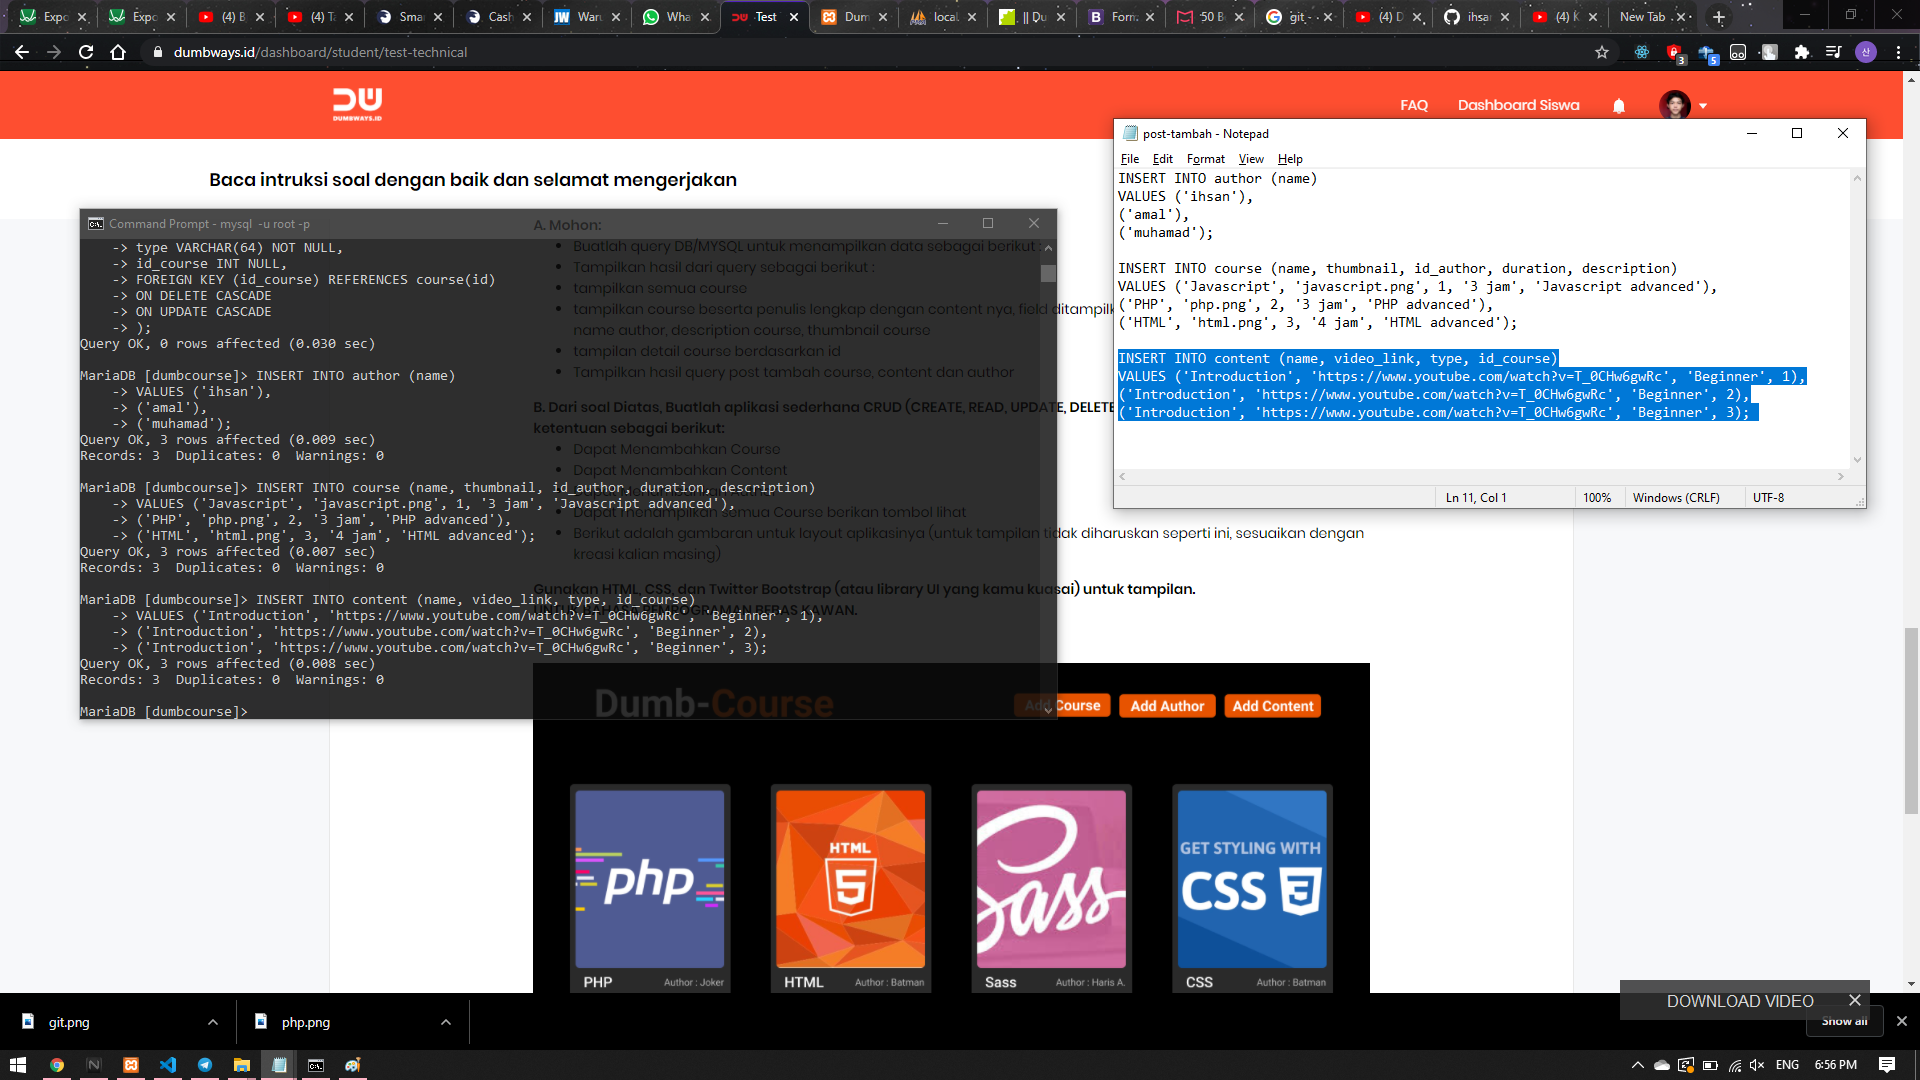 Expo
Expo
(4) B
(4) Ta
Smar
Cash
Waru
Wha
Test
Dum
local
|| Du
Form
50 B
git -
(4) D
ihsa
(4) K
New Tab
dumbways.id/dashboard/student/test-technical
3
5
산
DUMBWAYS.ID
FAQ
Dashboard Siswa
Baca intruksi soal dengan baik dan selamat mengerjakan
post-tambah - Notepad
File Edit Format View Help
INSERT INTO author (name)
VALUES ('ihsan'),
('amal'),
('muhamad');
INSERT INTO course (name, thumbnail, id_author, duration, description)
VALUES ('Javascript', 'javascript.png', 1, '3 jam', 'Javascript advanced'),
('PHP', 'php.png', 2, '3 jam', 'PHP advanced'),
('HTML', 'html.png', 3, '4 jam', 'HTML advanced');
INSERT INTO content (name, video_link, type, id_course)
VALUES ('Introduction', 'https://www.youtube.com/watch?v=T_0CHw6gwRc', 'Beginner', 1),
('Introduction', 'https://www.youtube.com/watch?v=T_0CHw6gwRc', 'Beginner', 2),
('Introduction', 'https://www.youtube.com/watch?v=T_0CHw6gwRc', 'Beginner', 3);
Ln 11, Col 1
100%
Windows (CRLF)
UTF-8
Command Prompt - mysql -u root -p
-> type VARCHAR(64) NOT NULL,
-> id_course INT NULL,
-> FOREIGN KEY (id_course) REFERENCES course(id)
-> ON DELETE CASCADE
-> ON UPDATE CASCADE
-> );
Query OK, 0 rows affected (0.030 sec)
MariaDB [dumbcourse]> INSERT INTO author (name)
-> VALUES ('ihsan'),
-> ('amal'),
-> ('muhamad');
Query OK, 3 rows affected (0.009 sec)
Records: 3  Duplicates: 0  Warnings: 0
MariaDB [dumbcourse]> INSERT INTO course (name, thumbnail, id_author, duration, description)
-> VALUES ('Javascript', 'javascript.png', 1, '3 jam', 'Javascript advanced'),
-> ('PHP', 'php.png', 2, '3 jam', 'PHP advanced'),
-> ('HTML', 'html.png', 3, '4 jam', 'HTML advanced');
Query OK, 3 rows affected (0.007 sec)
Records: 3  Duplicates: 0  Warnings: 0
MariaDB [dumbcourse]> INSERT INTO content (name, video_link, type, id_course)
-> VALUES ('Introduction', 'https://www.youtube.com/watch?v=T_0CHw6gwRc', 'Beginner', 1),
-> ('Introduction', 'https://www.youtube.com/watch?v=T_0CHw6gwRc', 'Beginner', 2),
-> ('Introduction', 'https://www.youtube.com/watch?v=T_0CHw6gwRc', 'Beginner', 3);
Query OK, 3 rows affected (0.008 sec)
Records: 3  Duplicates: 0  Warnings: 0
MariaDB [dumbcourse]>
A. Mohon:
Buatlah query DB/MYSQL untuk menampilkan data sebagai berikut :
Tampilkan hasil dari query sebagai berikut :
tampilkan semua course
tampilkan course beserta penulis lengkap dengan content nya, field ditampilk
name author, description course, thumbnail course
tampilan detail course berdasarkan id
Tampilkan hasil query post tambah course, content dan author
B. Dari soal Diatas, Buatlah aplikasi sederhana CRUD (CREATE, READ, UPDATE, DELETE
ketentuan sebagai berikut:
Dapat Menambahkan Course
Dapat Menambahkan Content
Dapat menampilkan semua Course berikan tombol lihat
Berikut adalah gambaran untuk layout aplikasinya (untuk tampilan tidak diharuskan seperti ini, sesuaikan dengan
kreasi kalian masing)
Gunakan HTML, CSS, dan Twitter Bootstrap (atau library UI yang kamu kuasai) untuk tampilan.
Dumb-Course
Add Course
Add Author
Add Content
php
HTML
5
Sass
GET STYLING WITH
CSS 3
PHP
Author : Joker
HTML
Author : Batman
Sass
Author : Haris A.
CSS
Author : Batman
DOWNLOAD VIDEO
git.png
php.png
Show all
ENG
6:56 PM